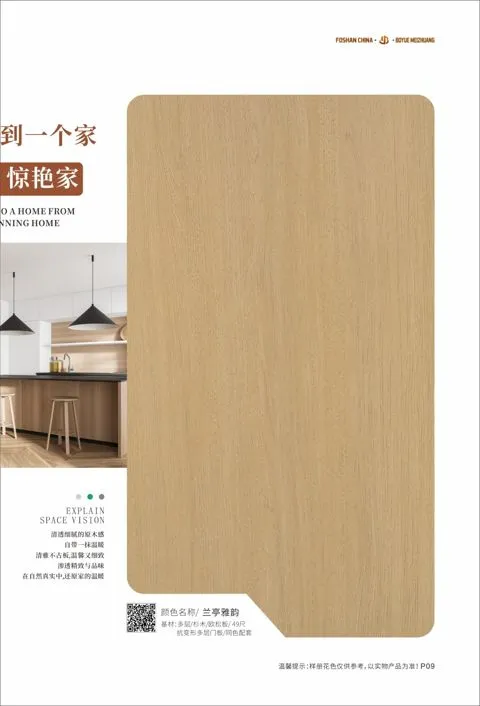 FOSHAN CHINA · · BOYUE MEIZHUANG
到一个家
惊艳家
O A HOME FROM
NNING HOME
EXPLAIN
SPACE VISION
清透细腻的原木感
自带一抹温暖
清雅不古板,温馨又细致
渗透精致与品味
在自然真实中,还原家的温暖
颜色名称/ 兰亭雅韵
基材:多层/杉木/欧松板/49尺
抗变形多层门板/同色配套
温馨提示:样册花色仅供参考,以实物产品为准! P09